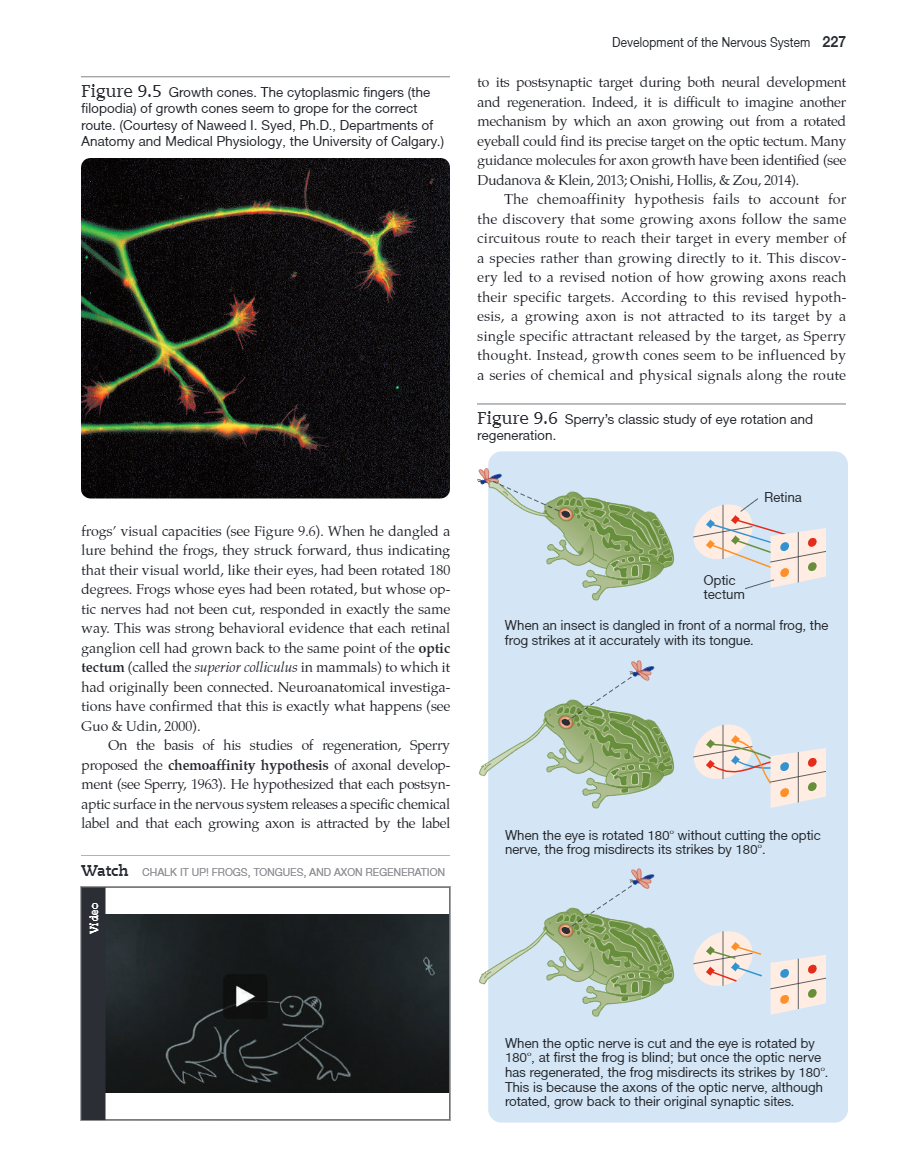 Development of the Nervous System 227
Figure 9.5 Growth cones. The cytoplasmic fingers (the
filopodia) of growth cones seem to grope for the correct
route. (Courtesy of Naweed I. Syed, Ph.D., Departments of
Anatomy and Medical Physiology, the University of Calgary.)
frogs’ visual capacities (see Figure 9.6). When he dangled a
lure behind the frogs, they struck forward, thus indicating
that their visual world, like their eyes, had been rotated 180
degrees. Frogs whose eyes had been rotated, but whose op-
tic nerves had not been cut, responded in exactly the same
way. This was strong behavioral evidence that each retinal
ganglion cell had grown back to the same point of the optic
tectum (called the superior colliculus in mammals) to which it
had originally been connected. Neuroanatomical investiga-
tions have confirmed that this is exactly what happens (see
Guo & Udin, 2000).
On the basis of his studies of regeneration, Sperry
proposed the chemoaffinity hypothesis of axonal develop-
ment (see Sperry, 1963). He hypothesized that each postsyn-
aptic surface in the nervous system releases a specific chemical
label and that each growing axon is attracted by the label
Watch CHALK IT UP! FROGS, TONGUES, AND AXON REGENERATION
Video
to its postsynaptic target during both neural development
and regeneration. Indeed, it is difficult to imagine another
mechanism by which an axon growing out from a rotated
eyeball could find its precise target on the optic tectum. Many
guidance molecules for axon growth have been identified (see
Dudanova & Klein, 2013; Onishi, Hollis, & Zou, 2014).
The chemoaffinity hypothesis fails to account for
the discovery that some growing axons follow the same
circuitous route to reach their target in every member of
a species rather than growing directly to it. This discov-
ery led to a revised notion of how growing axons reach
their specific targets. According to this revised hypoth-
esis, a growing axon is not attracted to its target by a
single specific attractant released by the target, as Sperry
thought. Instead, growth cones seem to be influenced by
a series of chemical and physical signals along the route
Figure 9.6 Sperry’s classic study of eye rotation and
regeneration.
Retina
Optic
tectum
When an insect is dangled in front of a normal frog, the
frog strikes at it accurately with its tongue.
When the eye is rotated 180° without cutting the optic
nerve, the frog misdirects its strikes by 180°.
When the optic nerve is cut and the eye is rotated by
180°, at first the frog is blind; but once the optic nerve
has regenerated, the frog misdirects its strikes by 180°.
This is because the axons of the optic nerve, although
rotated, grow back to their original synaptic sites.